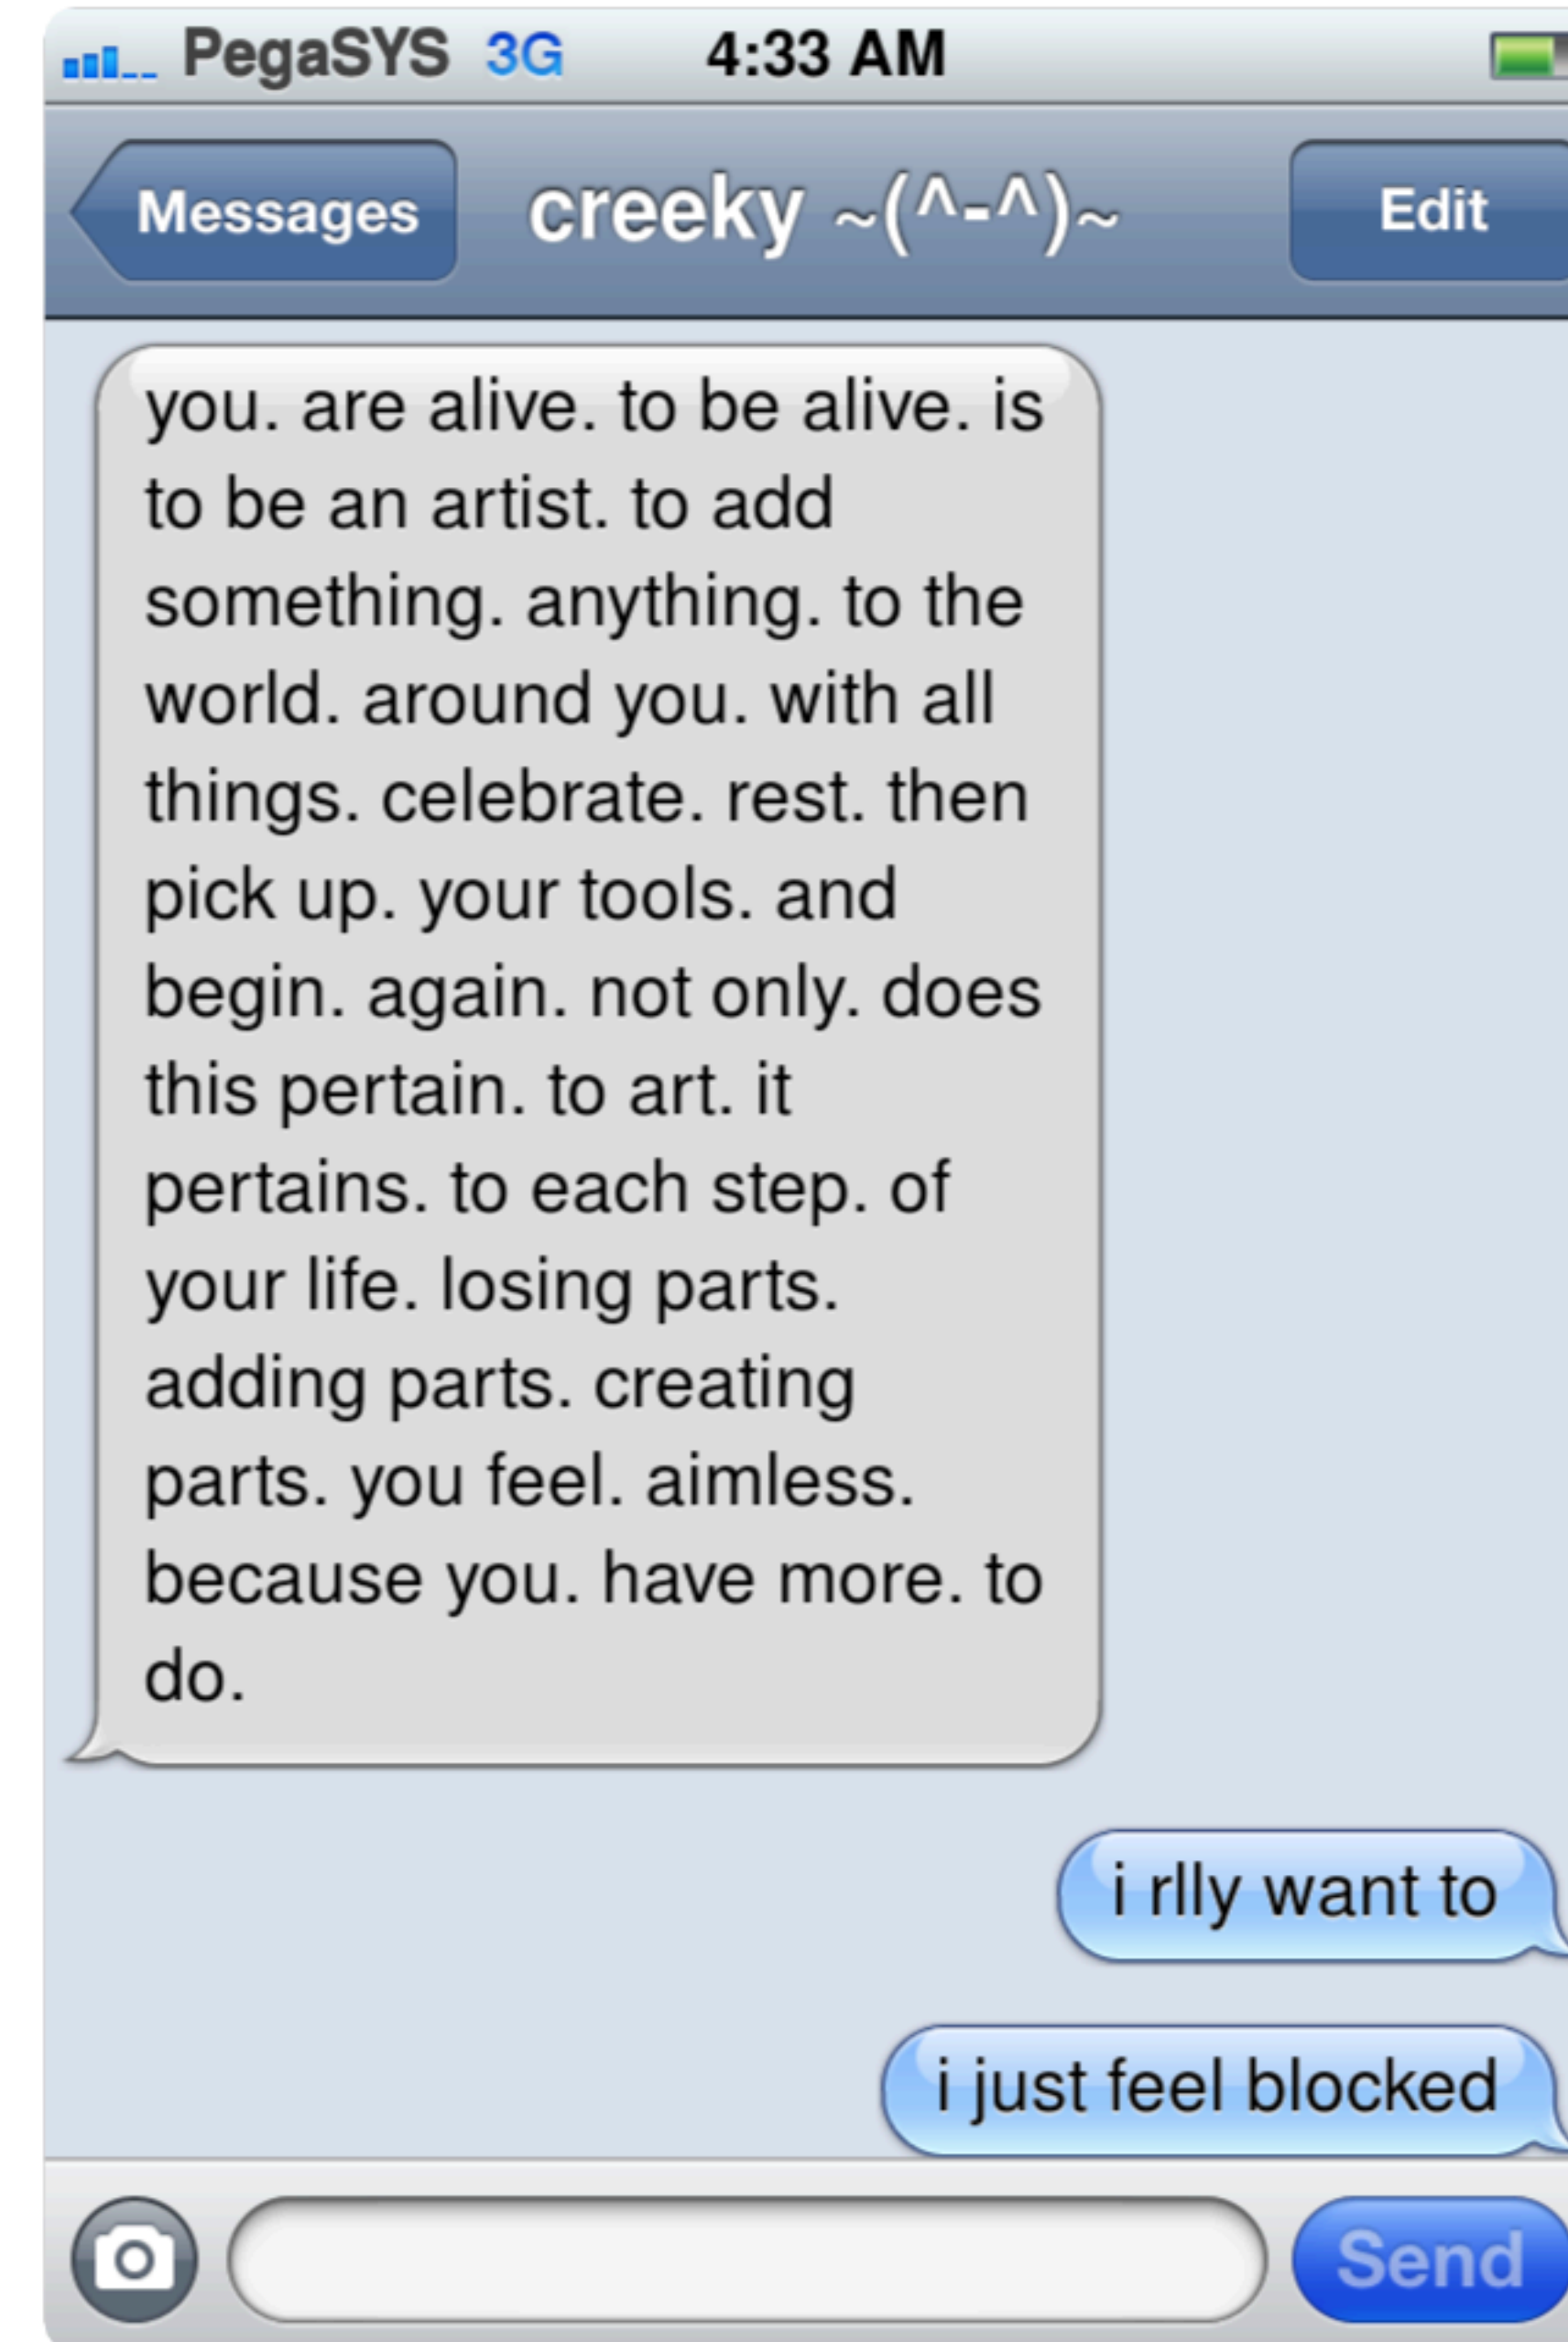 PegaSYS 3G 4:33 AM
Messages creeky ~(^-^)~ Edit
you. are alive. to be alive. is
to be an artist. to add
something. anything. to the
world. around you. with all
things. celebrate. rest. then
pick up. your tools. and
begin. again. not only. does
this pertain. to art. it
pertains. to each step. of
your life. losing parts.
adding parts. creating
parts. you feel. aimless.
because you. have more. to
do.
i rlly want to
i just feel blocked
Send